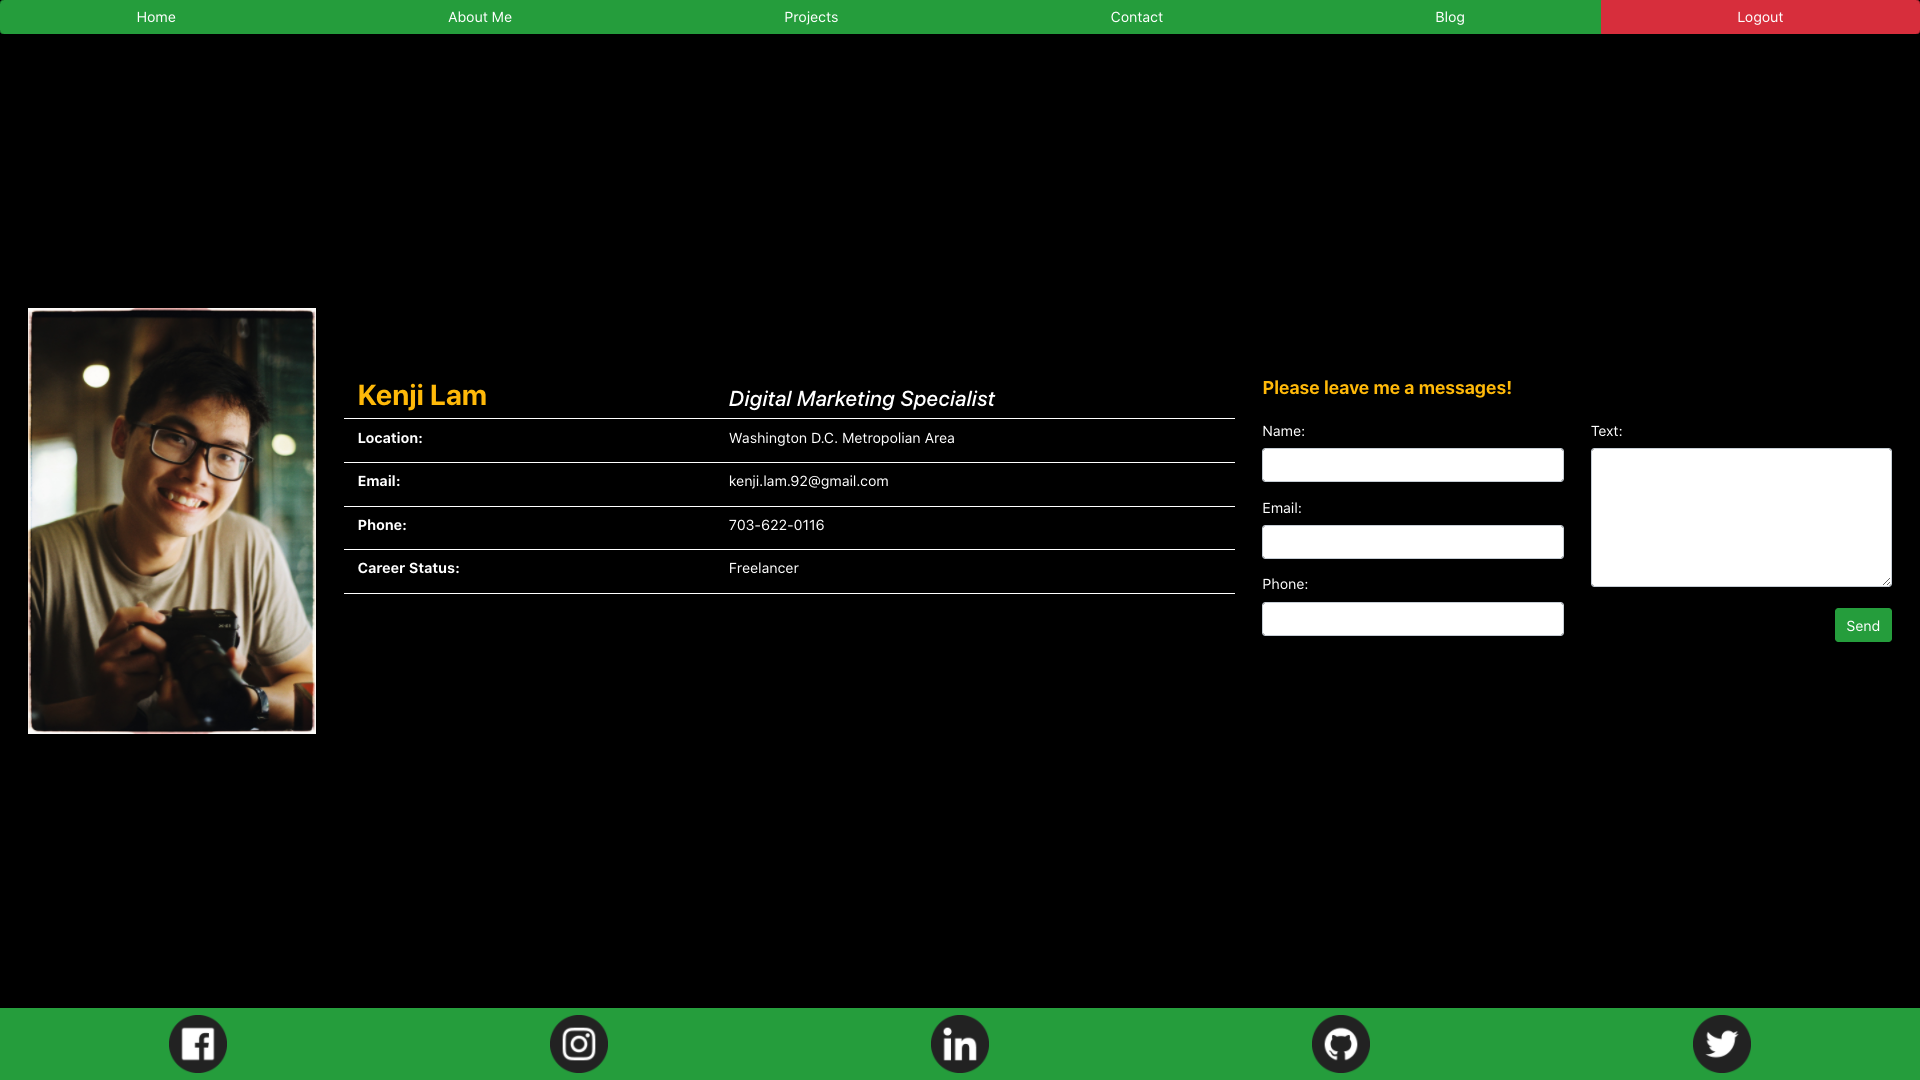 Home About Me Projects Contact Blog Logout
Kenji Lam Digital Marketing Specialist
Location: Washington D.C. Metropolian Area
Email: kenji.lam.92@gmail.com
Phone: 703-622-0116
Career Status: Freelancer
Please leave me a messages!
Name:
Email:
Phone:
Text:
Send